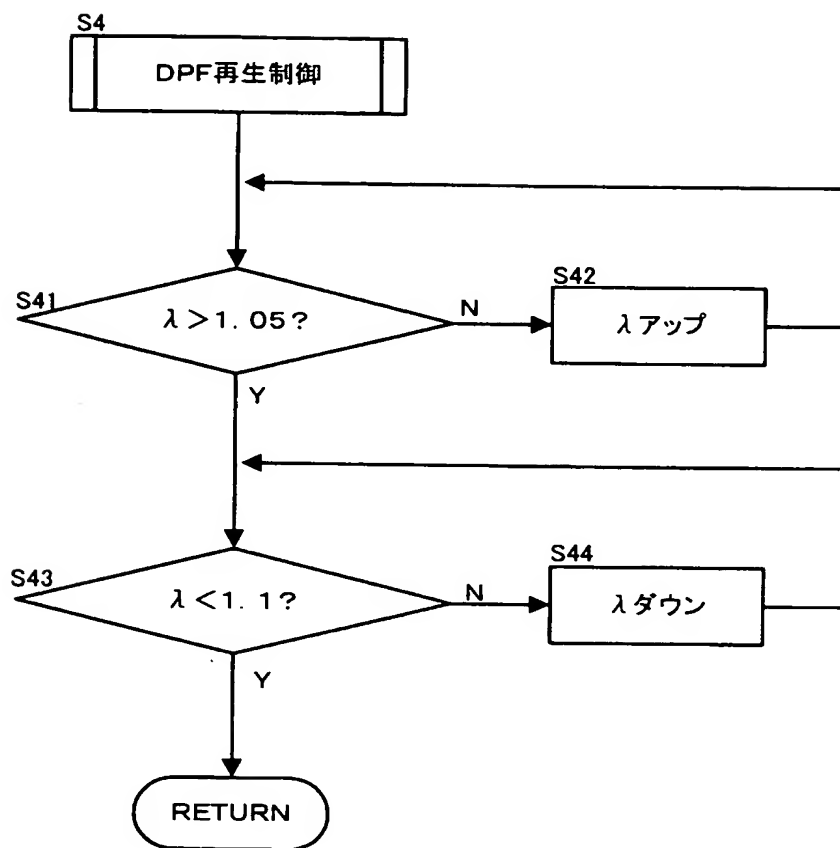 S4
DPF再生制御
S41
λ>1.05?
N
S42
λアップ
Y
S43
λ<1.1?
N
S44
λダウン
Y
RETURN